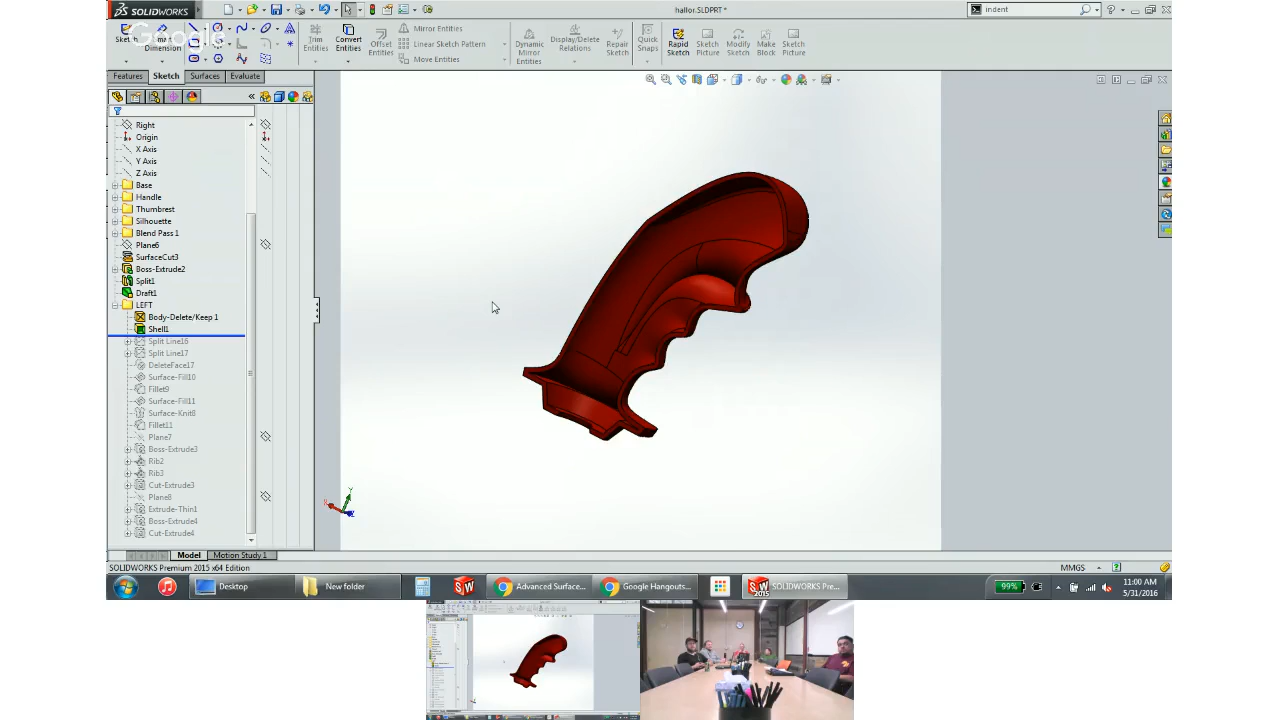 SOLIDWORKS
hallor.SLDPRT *
indent
Google
Sketch
Smart Dimension
Trim Entities
Convert Entities
Offset Entities
Mirror Entities
Linear Sketch Pattern
Move Entities
Dynamic Mirror Entities
Display/Delete Relations
Repair Sketch
Quick Snaps
Rapid Sketch
Sketch Picture
Modify Sketch
Make Block
Sketch Picture
Features
Sketch
Surfaces
Evaluate
Right
Origin
X Axis
Y Axis
Z Axis
Base
Handle
Thumbrest
Silhouette
Blend Pass 1
Plane6
SurfaceCut3
Boss-Extrude2
Split1
Draft1
LEFT
Body-Delete/Keep 1
Shell1
Split Line16
Split Line17
DeleteFace17
Surface-Fill10
Fillet9
Surface-Fill11
Surface-Knit8
Fillet11
Plane7
Boss-Extrude3
Rib2
Rib3
Cut-Extrude3
Plane8
Extrude-Thin1
Boss-Extrude4
Cut-Extrude4
Model
Motion Study 1
SOLIDWORKS Premium 2015 x64 Edition
MMGS
Desktop
New folder
Advanced Surface...
Google Hangouts...
SOLIDWORKS Pre...
99%
11:00 AM
5/31/2016